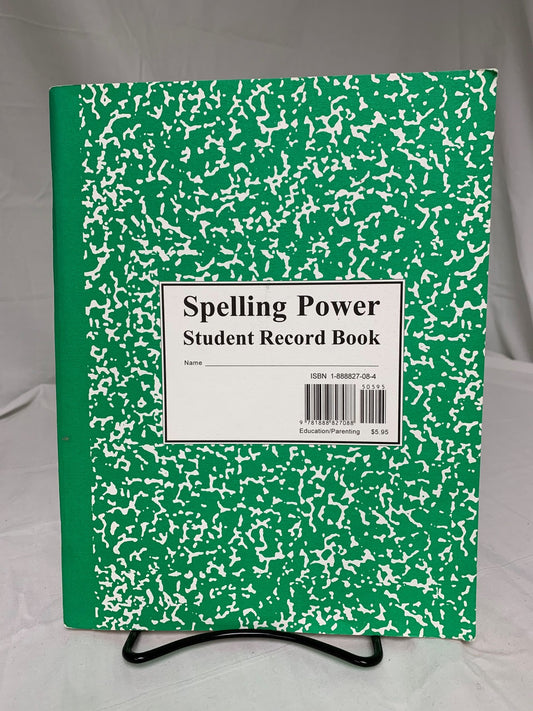 Spelling Power
Student Record Book
Name
ISBN 1-888827-08-4
50595
9 781888 827088
Education/Parenting $5.95